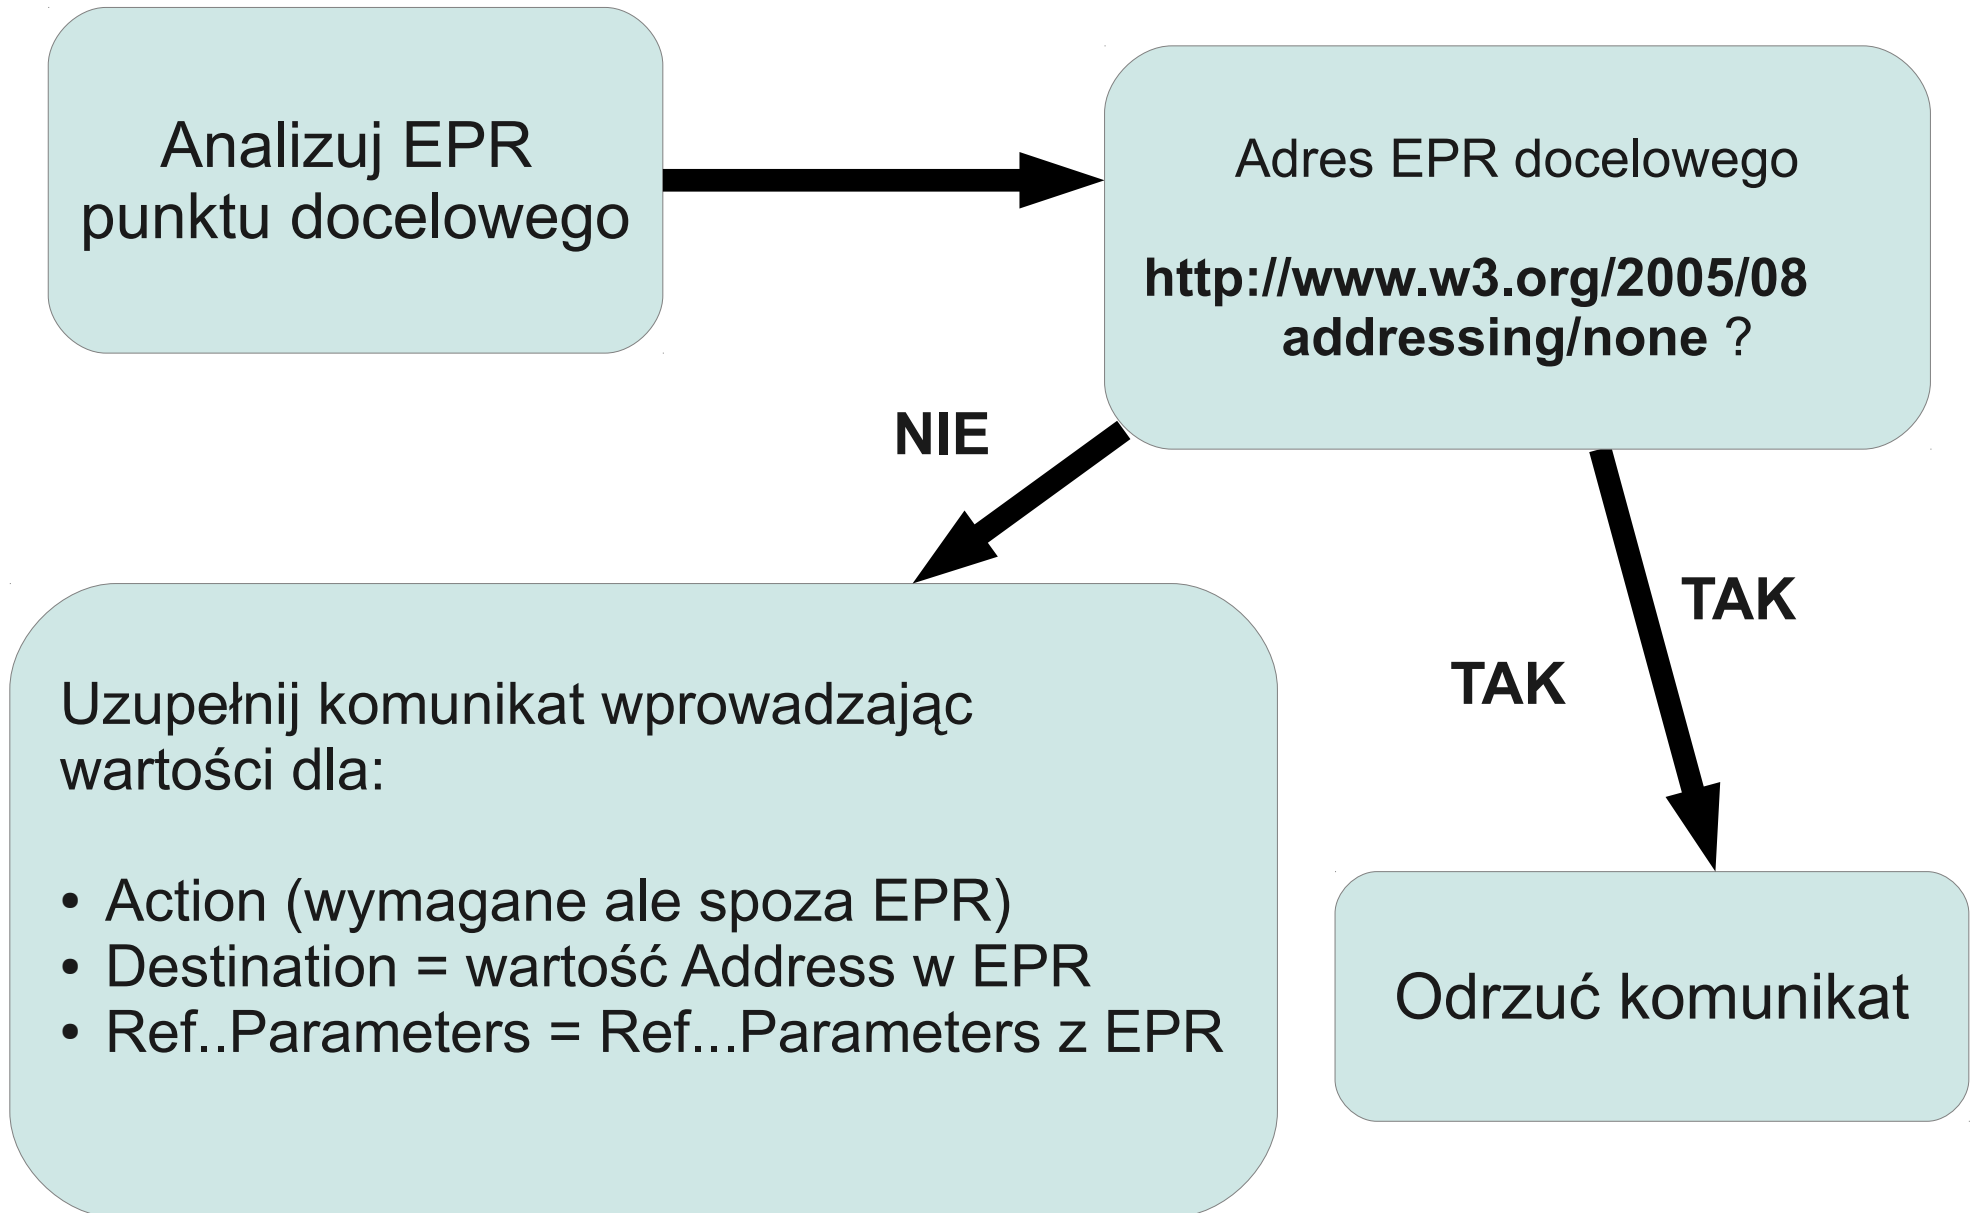 Analizuj EPR
punktu docelowego
Adres EPR docelowego
http://www.w3.org/2005/08
addressing/none ?
NIE
TAK
TAK
Uzupełnij komunikat wprowadzając
wartości dla:
• Action (wymagane ale spoza EPR)
• Destination = wartość Address w EPR
• Ref..Parameters = Ref...Parameters z EPR
Odrzuć komunikat